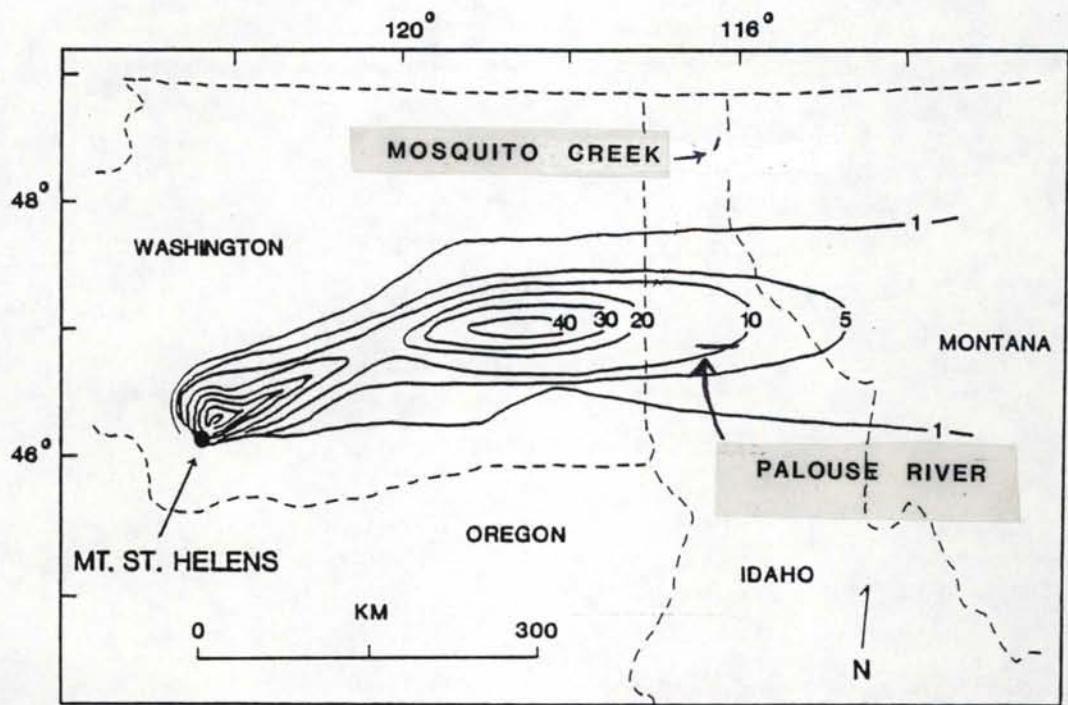 120°
116°
MOSQUITO CREEK
48°
1
WASHINGTON
40 30 20 10 5
MONTANA
46°
1
PALOUSE RIVER
OREGON
MT. ST. HELENS
IDAHO
KM
0 300
N